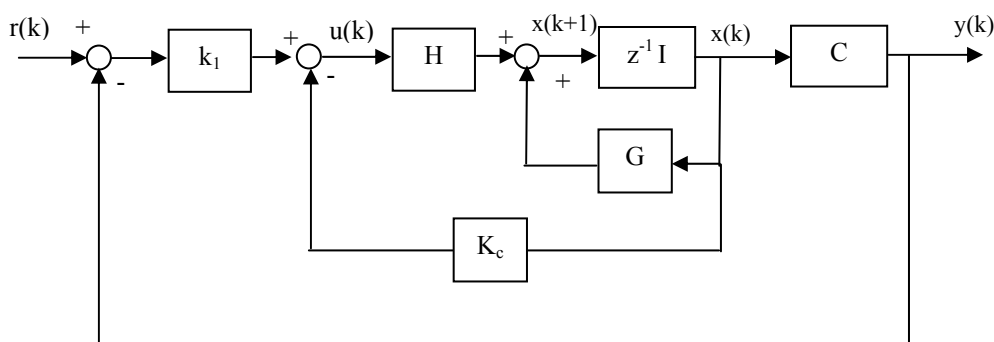 r(k)
+
-
k₁
+
-
u(k)
H
+
+
x(k+1)
z⁻¹ I
x(k)
C
y(k)
G
K꜀